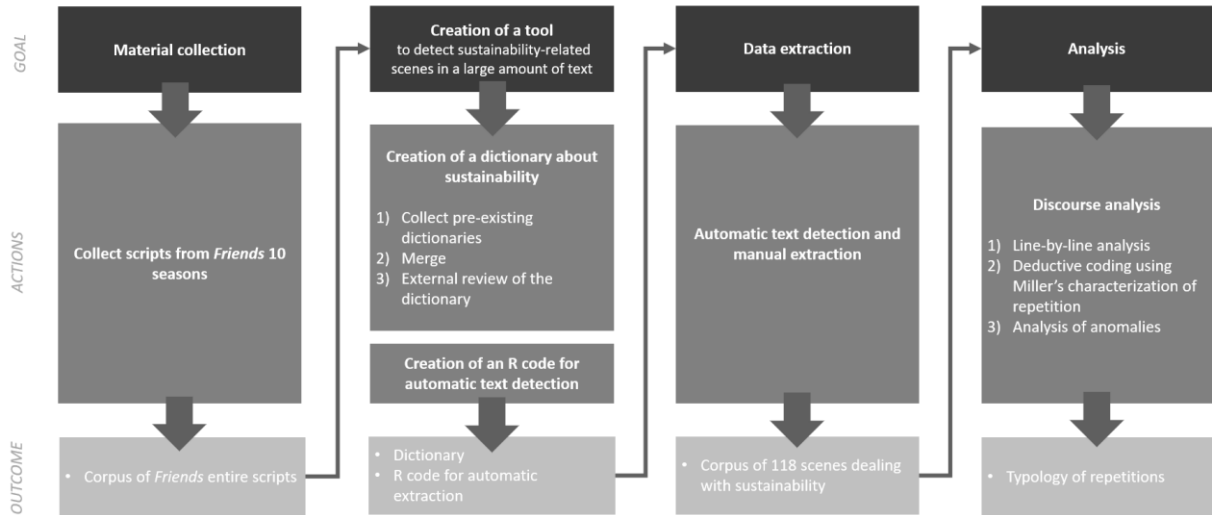 GOAL
Material collection
Creation of a tool
to detect sustainability-related
scenes in a large amount of text
Data extraction
Analysis
ACTIONS
Collect scripts from Friends 10
seasons
Creation of a dictionary about
sustainability
1) Collect pre-existing
dictionaries
2) Merge
3) External review of the
dictionary
Creation of an R code for
automatic text detection
Automatic text detection and
manual extraction
Discourse analysis
1) Line-by-line analysis
2) Deductive coding using
Miller’s characterization of
repetition
3) Analysis of anomalies
OUTCOME
• Corpus of Friends entire scripts
• Dictionary
• R code for automatic
extraction
• Corpus of 118 scenes dealing
with sustainability
• Typology of repetitions